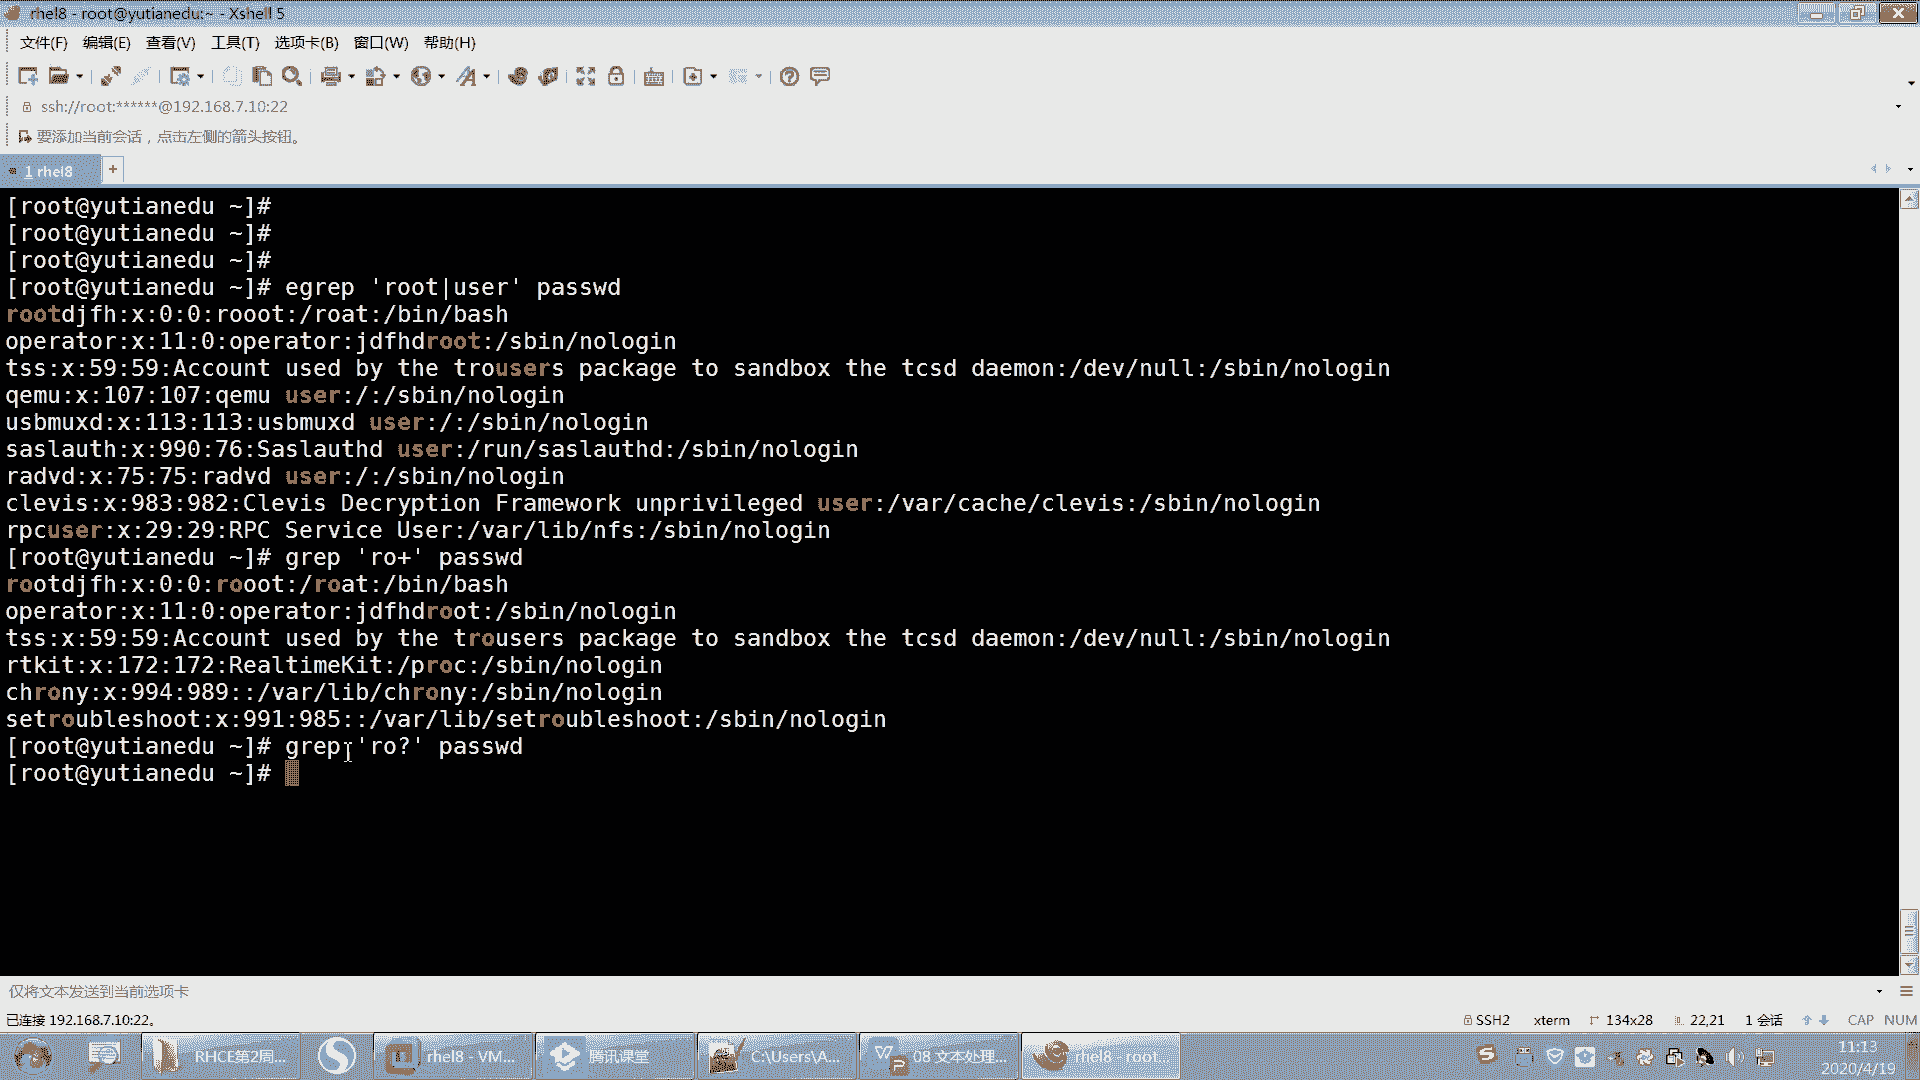 rhel8 - root@yutianedu:~ - Xshell 5
文件(F) 编辑(E) 查看(V) 工具(T) 选项卡(B) 窗口(W) 帮助(H)
ssh://root:******@192.168.7.10:22
要添加当前会话，点击左侧的箭头按钮。
1 rhel8
[root@yutianedu ~]#
[root@yutianedu ~]#
[root@yutianedu ~]#
[root@yutianedu ~]# egrep 'root|user' passwd
rootdjfh:x:0:0:rooot:/roat:/bin/bash
operator:x:11:0:operator:jdfhdroot:/sbin/nologin
tss:x:59:59:Account used by the trousers package to sandbox the tcsd daemon:/dev/null:/sbin/nologin
qemu:x:107:107:qemu user:/:/sbin/nologin
usbmuxd:x:113:113:usbmuxd user:/:/sbin/nologin
saslauth:x:990:76:Saslauthd user:/run/saslauthd:/sbin/nologin
radvd:x:75:75:radvd user:/:/sbin/nologin
clevis:x:983:982:Clevis Decryption Framework unprivileged user:/var/cache/clevis:/sbin/nologin
rpcuser:x:29:29:RPC Service User:/var/lib/nfs:/sbin/nologin
[root@yutianedu ~]# grep 'ro+' passwd
rootdjfh:x:0:0:rooot:/roat:/bin/bash
operator:x:11:0:operator:jdfhdroot:/sbin/nologin
tss:x:59:59:Account used by the trousers package to sandbox the tcsd daemon:/dev/null:/sbin/nologin
rtkit:x:172:172:RealtimeKit:/proc:/sbin/nologin
chrony:x:994:989::/var/lib/chrony:/sbin/nologin
setroubleshoot:x:991:985::/var/lib/setroubleshoot:/sbin/nologin
[root@yutianedu ~]# grep 'ro?' passwd
[root@yutianedu ~]#
仅将文本发送到当前选项卡
已连接 192.168.7.10:22。 SSH2 xterm 134x28 22,21 1 会话 CAP NUM
RHCE第2周... rhel8 - VM... 腾讯课堂 C:\Users\A... 08 文本处理... rhel8 - root... 11:13
2020/4/19